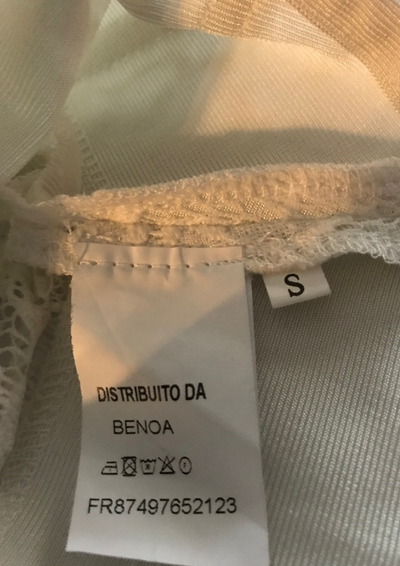 S
DISTRIBUITO DA
BENOA
FR87497652123